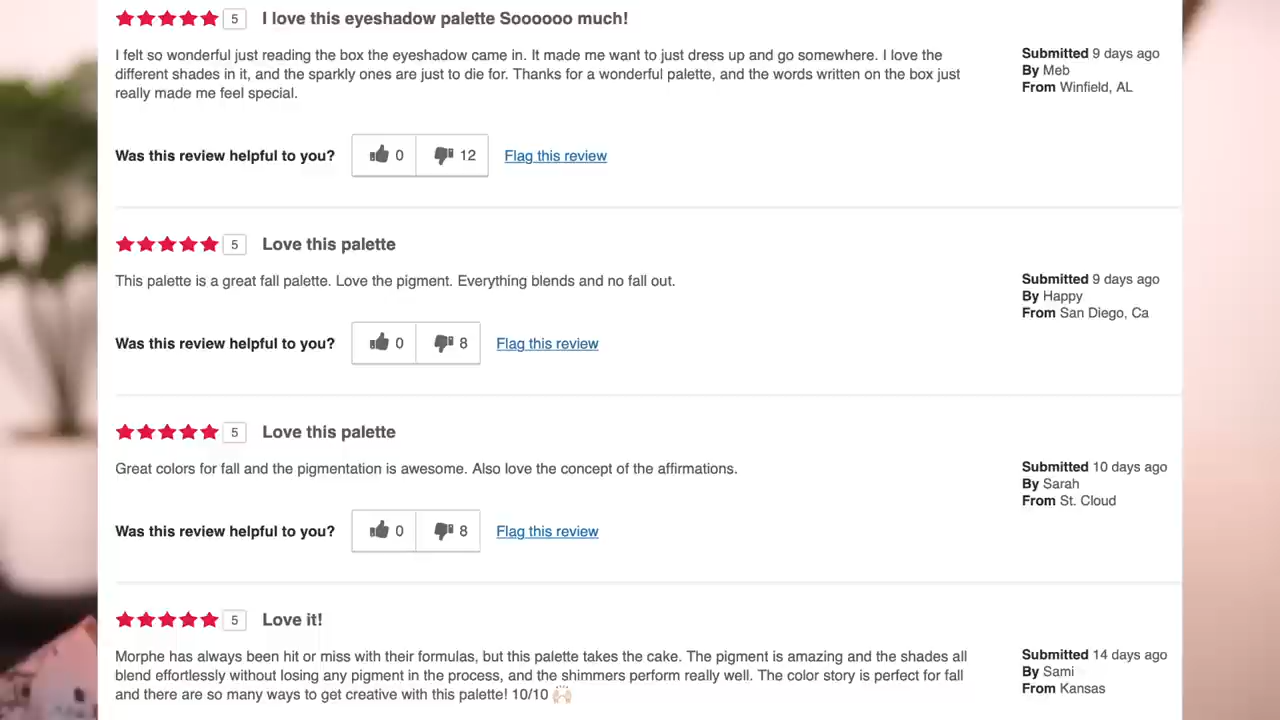 5 I love this eyeshadow palette Soooooo much!
I felt so wonderful just reading the box the eyeshadow came in. It made me want to just dress up and go somewhere. I love the
different shades in it, and the sparkly ones are just to die for. Thanks for a wonderful palette, and the words written on the box just
really made me feel special.
Submitted 9 days ago
By Meb
From Winfield, AL
Was this review helpful to you? 0 12 Flag this review
5 Love this palette
This palette is a great fall palette. Love the pigment. Everything blends and no fall out.
Submitted 9 days ago
By Happy
From San Diego, Ca
Was this review helpful to you? 0 8 Flag this review
5 Love this palette
Great colors for fall and the pigmentation is awesome. Also love the concept of the affirmations.
Submitted 10 days ago
By Sarah
From St. Cloud
Was this review helpful to you? 0 8 Flag this review
5 Love it!
Morphe has always been hit or miss with their formulas, but this palette takes the cake. The pigment is amazing and the shades all
blend effortlessly without losing any pigment in the process, and the shimmers perform really well. The color story is perfect for fall
and there are so many ways to get creative with this palette! 10/10 🙌🏻
Submitted 14 days ago
By Sami
From Kansas